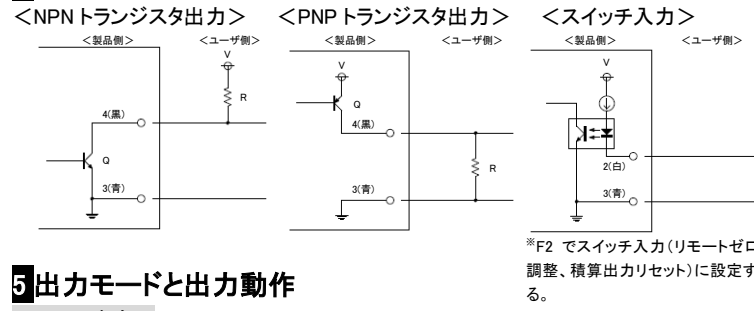 <NPNトランジスタ出力>
<製品側> <ユーザ側>
V
R
4(黒)
Q
3(青)
<PNPトランジスタ出力>
<製品側> <ユーザ側>
V
Q
4(黒)
R
3(青)
<スイッチ入力>
<製品側> <ユーザ側>
V
2(白)
3(青)
※F2 でスイッチ入力(リモートゼロ
調整、積算出力リセット)に設定す
る。
5 出力モードと出力動作